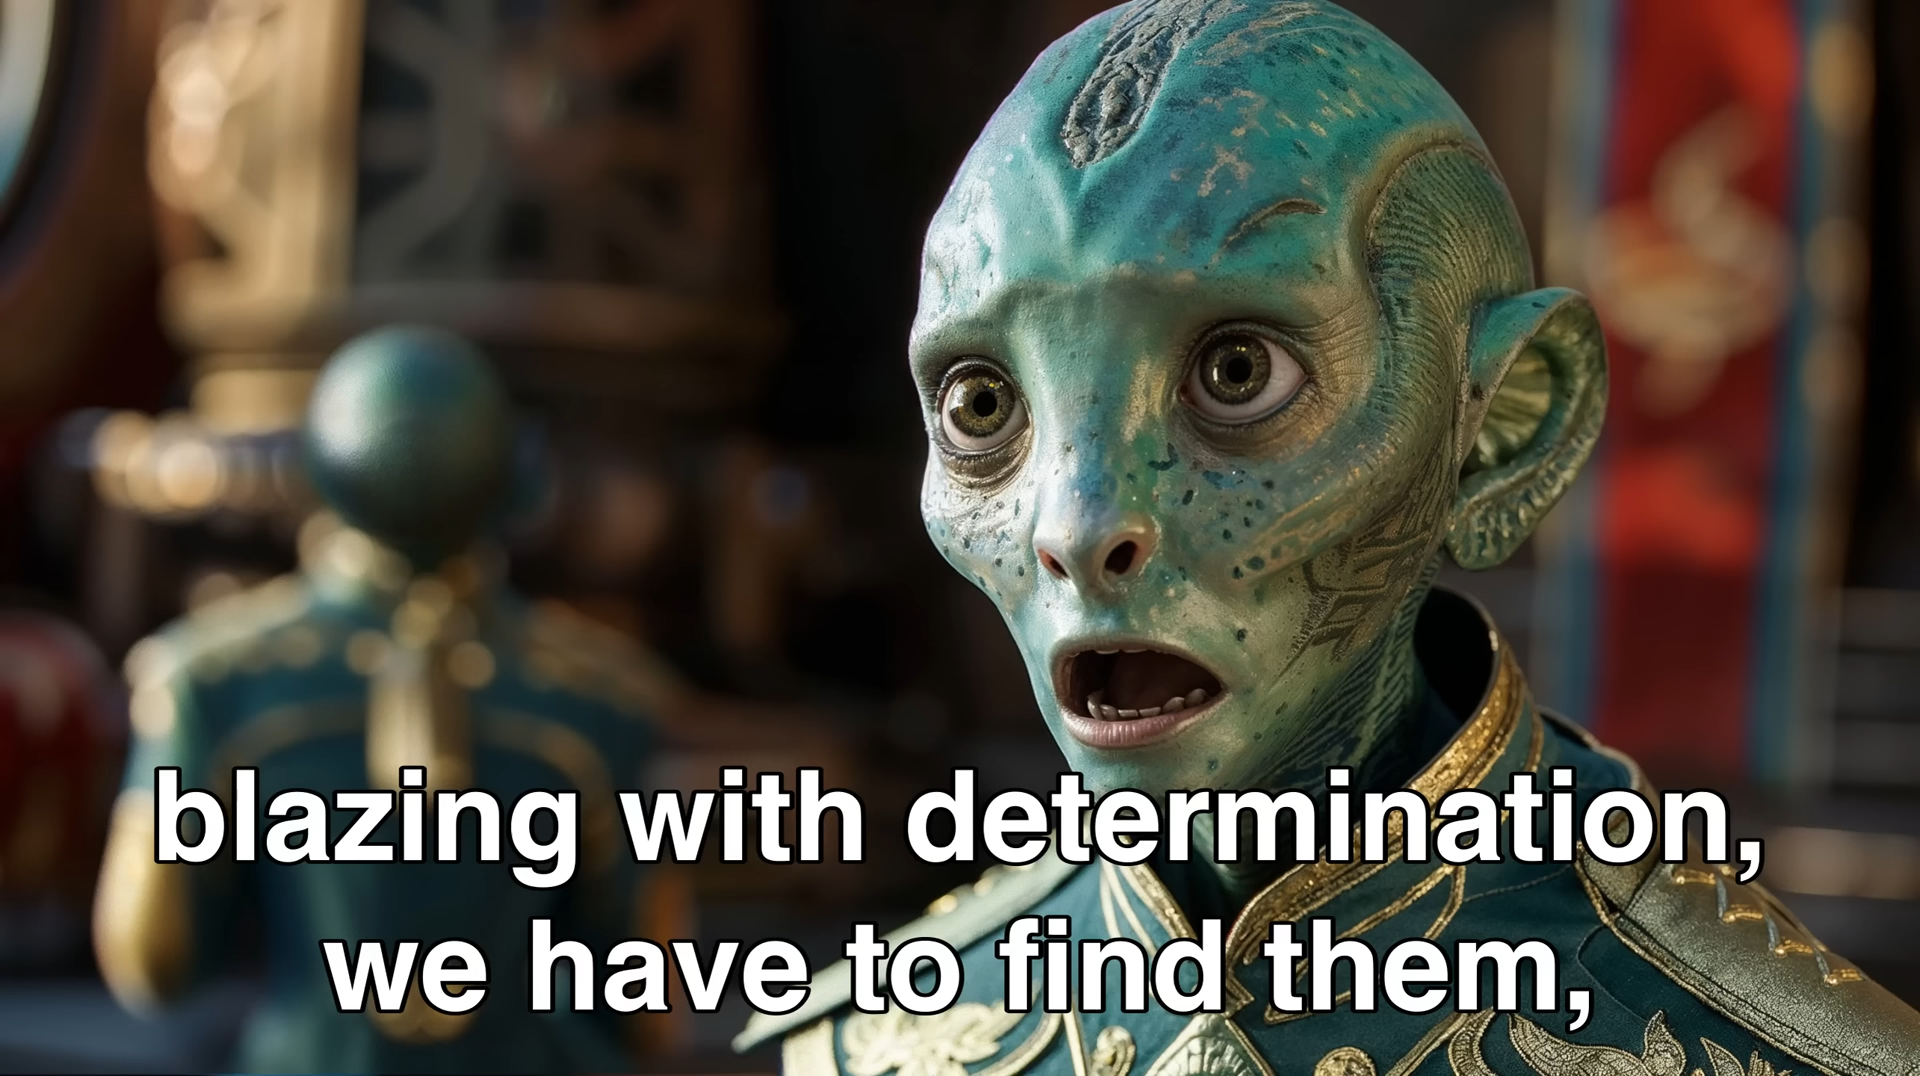 blazing with determination,
we have to find them,